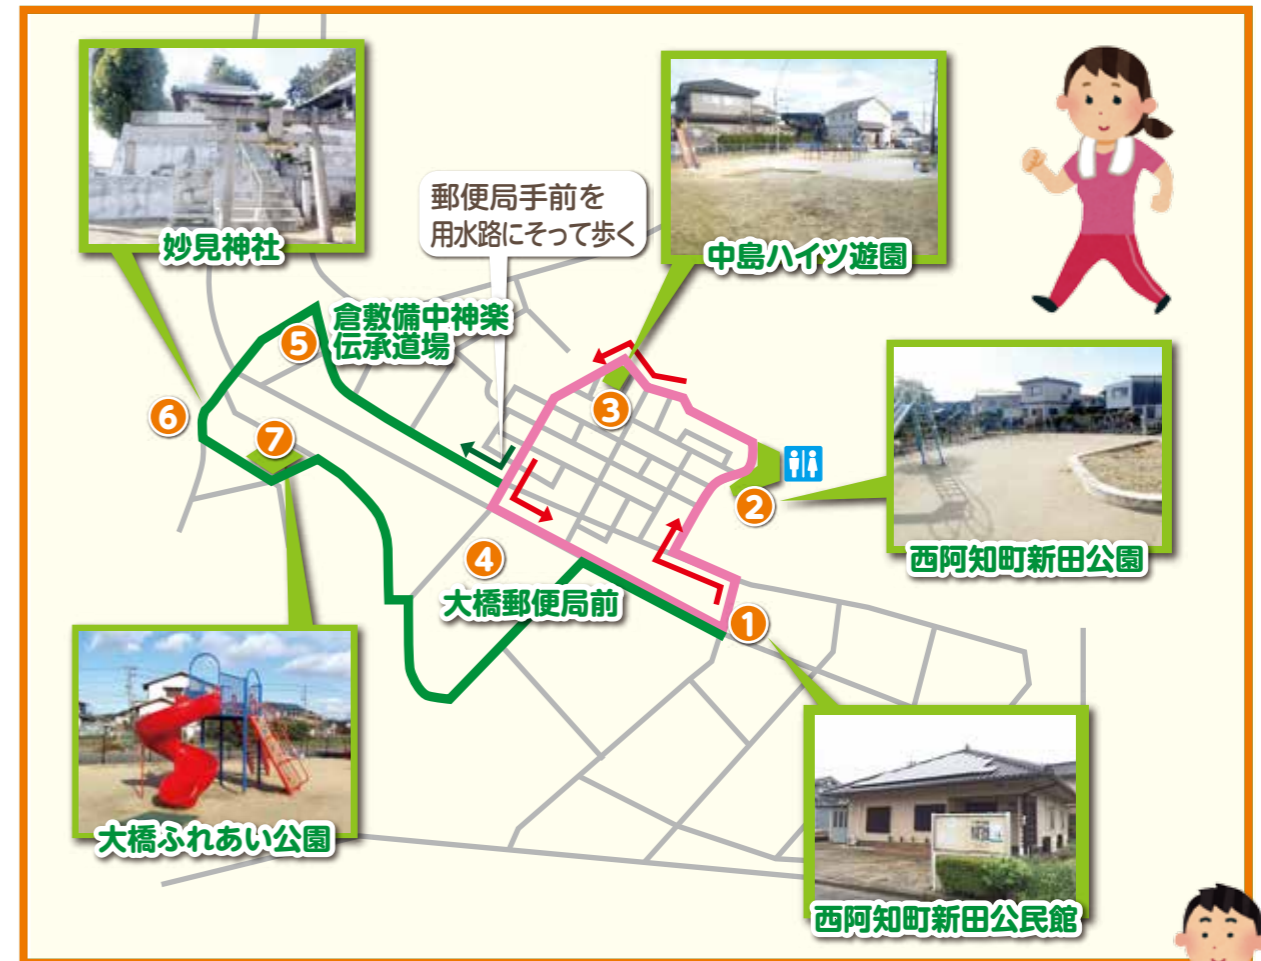 妙見神社
郵便局手前を
用水路にそって歩く
中島ハイツ遊園
倉敷備中神楽
伝承道場
5
6
7
3
2
西阿知町新田公園
4
大橋郵便局前
1
大橋ふれあい公園
西阿知町新田公民館